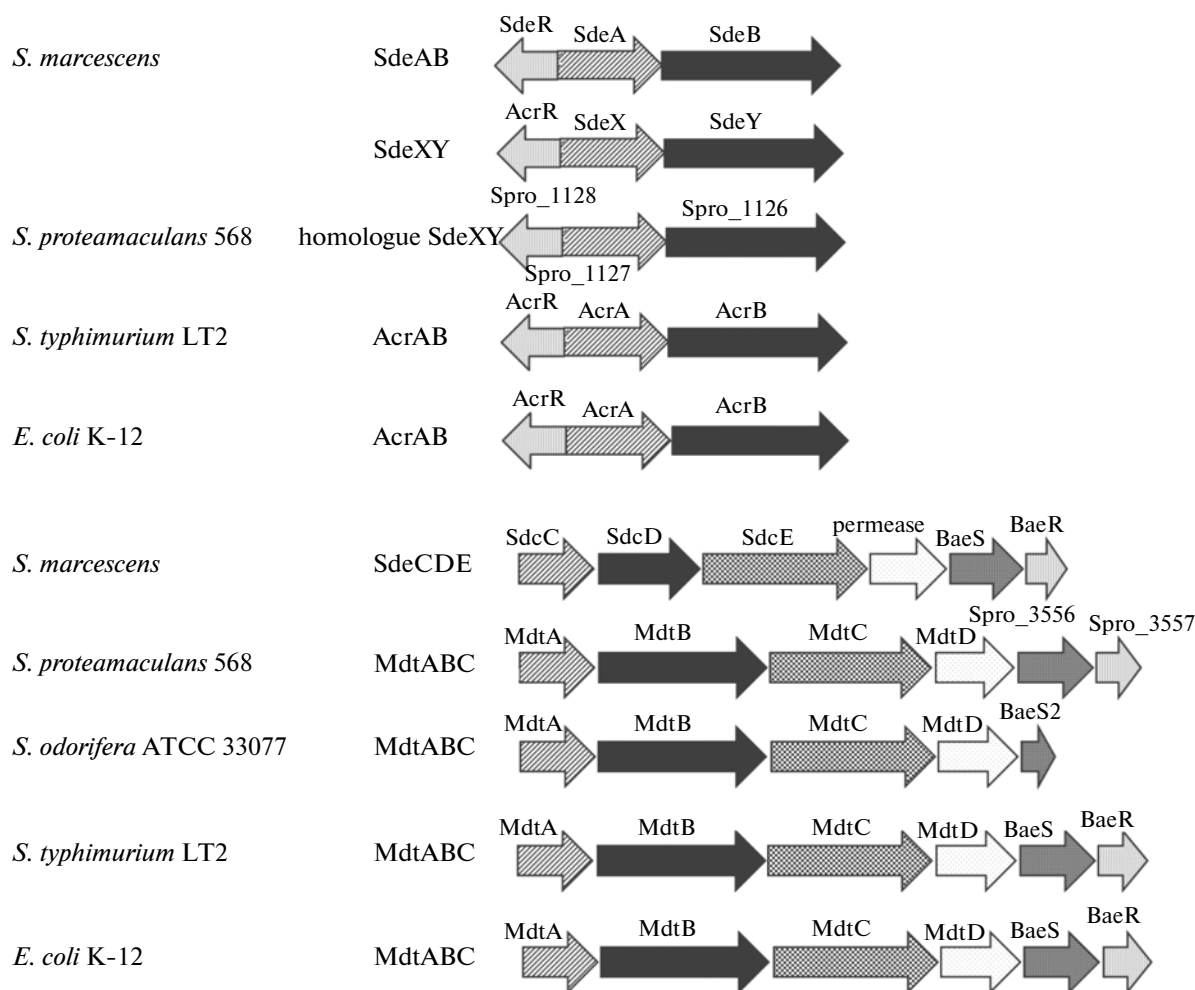 SdeR SdeA SdeB
S. marcescens SdeAB
AcrR SdeX SdeY
SdeXY
Spro_1128 Spro_1126
S. proteamaculans 568 homologue SdeXY
Spro_1127
AcrR AcrA AcrB
S. typhimurium LT2 AcrAB
AcrR AcrA AcrB
E. coli K-12 AcrAB
SdcC SdcD SdcE permease BaeS BaeR
S. marcescens SdeCDE
MdtA MdtB MdtC MdtD Spro_3556 Spro_3557
S. proteamaculans 568 MdtABC
MdtA MdtB MdtC MdtD BaeS2
S. odorifera ATCC 33077 MdtABC
MdtA MdtB MdtC MdtD BaeS BaeR
S. typhimurium LT2 MdtABC
MdtA MdtB MdtC MdtD BaeS BaeR
E. coli K-12 MdtABC